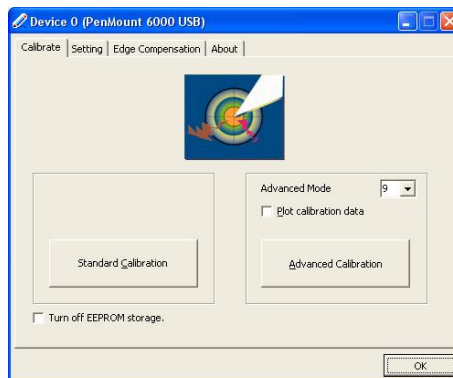 Device 0 (PenMount 6000 USB)
Calibrate Setting Edge Compensation About
Advanced Mode 9
Plot calibration data
Standard Calibration Advanced Calibration
Turn off EEPROM storage.
OK